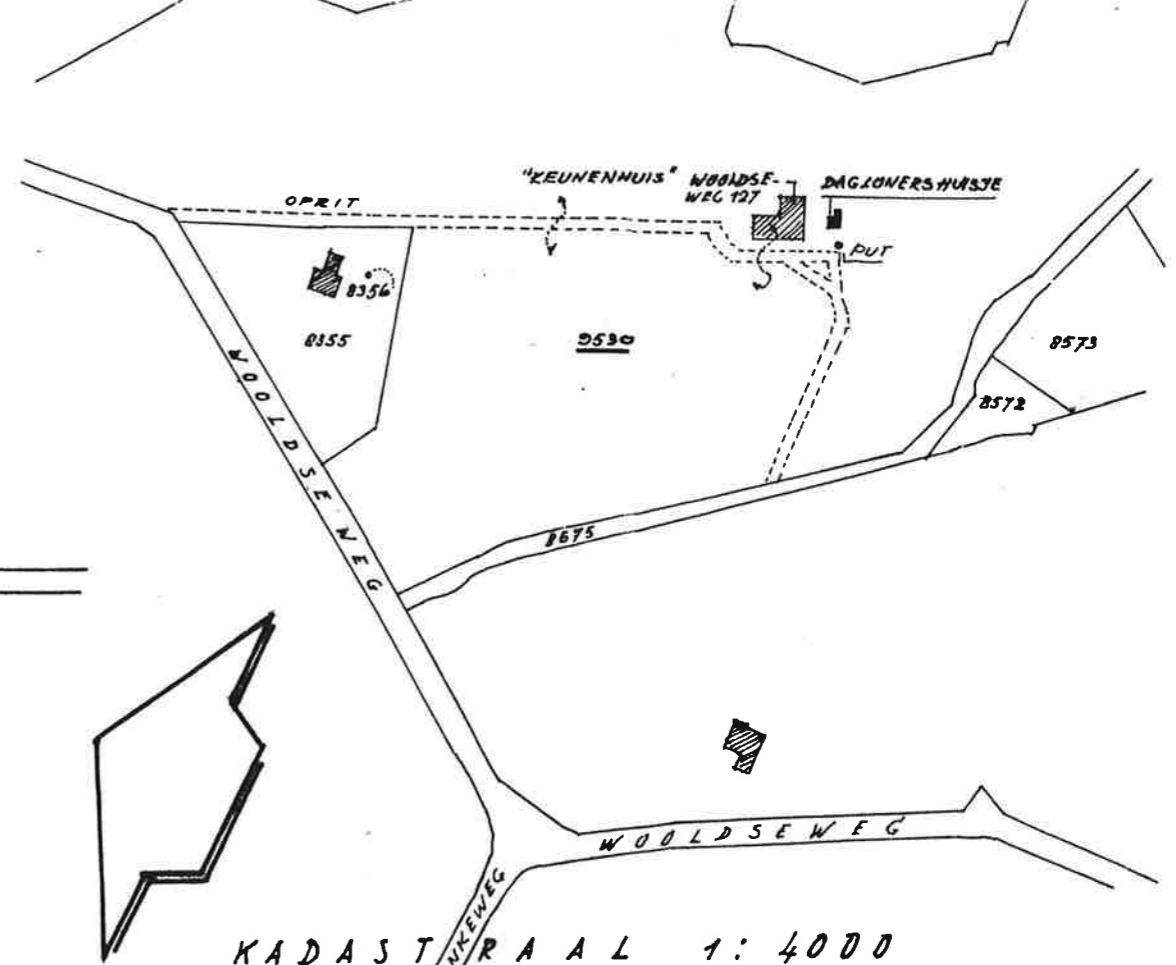 "KEUNENHUIS"
WOOLDSE-
WEG 127
DAGLONERSHUISJE
OPRIT
PUT
8356
8355
9530
8573
8572
WOOLDSEWEG
8675
WOOLDSEWEG
NKEWEG
KADASTRAAL 1: 4000